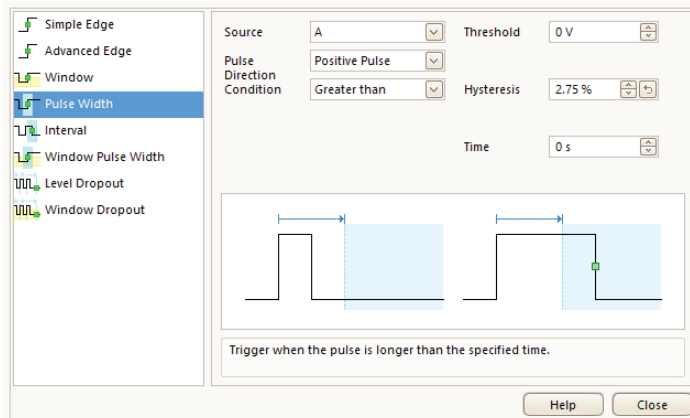 Simple Edge
Advanced Edge
Window
Pulse Width
Interval
Window Pulse Width
Level Dropout
Window Dropout
Source A Threshold 0 V
Pulse Direction Positive Pulse
Condition Greater than Hysteresis 2.75 %
Time 0 s
Trigger when the pulse is longer than the specified time.
Help Close